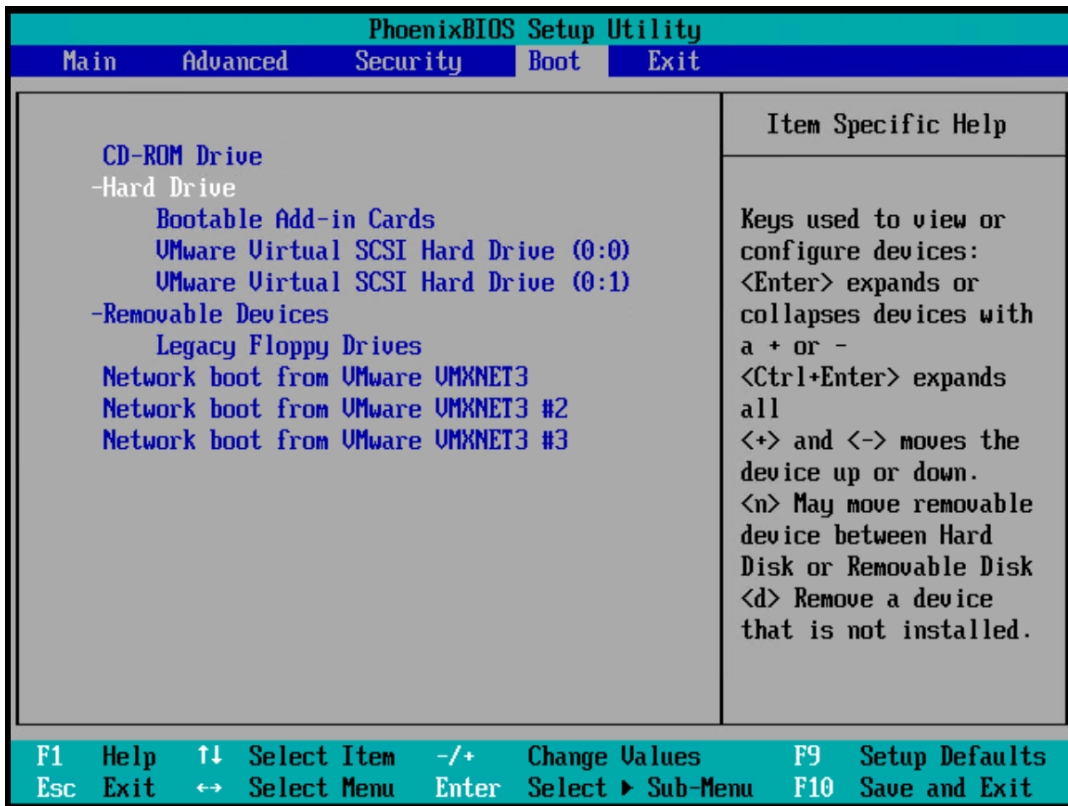 PhoenixBIOS Setup Utility
Main Advanced Security Boot Exit
CD-ROM Drive
-Hard Drive
Bootable Add-in Cards
VMware Virtual SCSI Hard Drive (0:0)
VMware Virtual SCSI Hard Drive (0:1)
-Removable Devices
Legacy Floppy Drives
Network boot from VMware VMXNET3
Network boot from VMware VMXNET3 #2
Network boot from VMware VMXNET3 #3
Item Specific Help
Keys used to view or
configure devices:
<Enter> expands or
collapses devices with
a + or -
<Ctrl+Enter> expands
all
<+> and <-> moves the
device up or down.
<n> May move removable
device between Hard
Disk or Removable Disk
<d> Remove a device
that is not installed.
F1 Help ↑↓ Select Item -/+ Change Values F9 Setup Defaults
Esc Exit ↔ Select Menu Enter Select ▶ Sub-Menu F10 Save and Exit